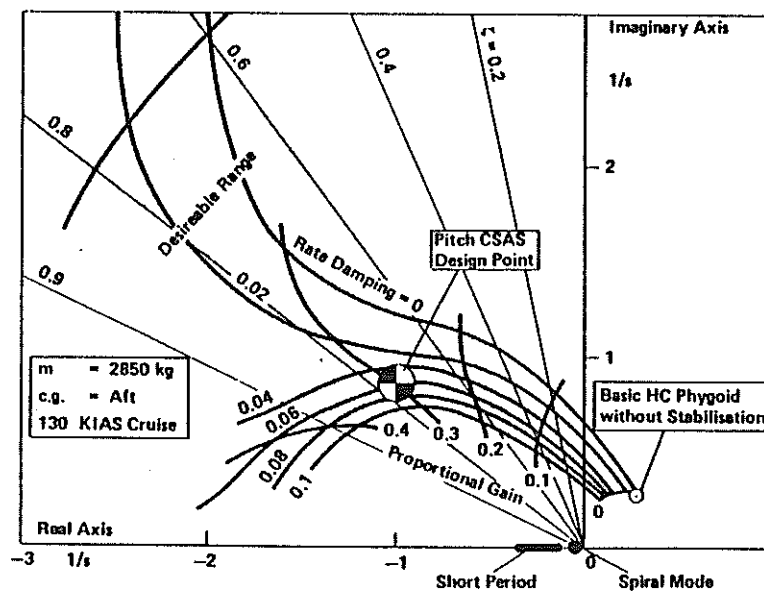 Imaginary Axis
1/s
ζ = 0.2
0.4
0.6
0.8
0.9
2
Desireable Range
Rate Damping = 0
0.02
Pitch CSAS
Design Point
1
m = 2850 kg
c.g. = Aft
130 KIAS Cruise
Basic HC Phygoid
without Stabilisation
0.04
0.06
0.08
0.1
0.4
0.3
0.2
0.1
0
Proportional Gain
Real Axis
-3
1/s
-2
-1
0
Short Period
Spiral Mode